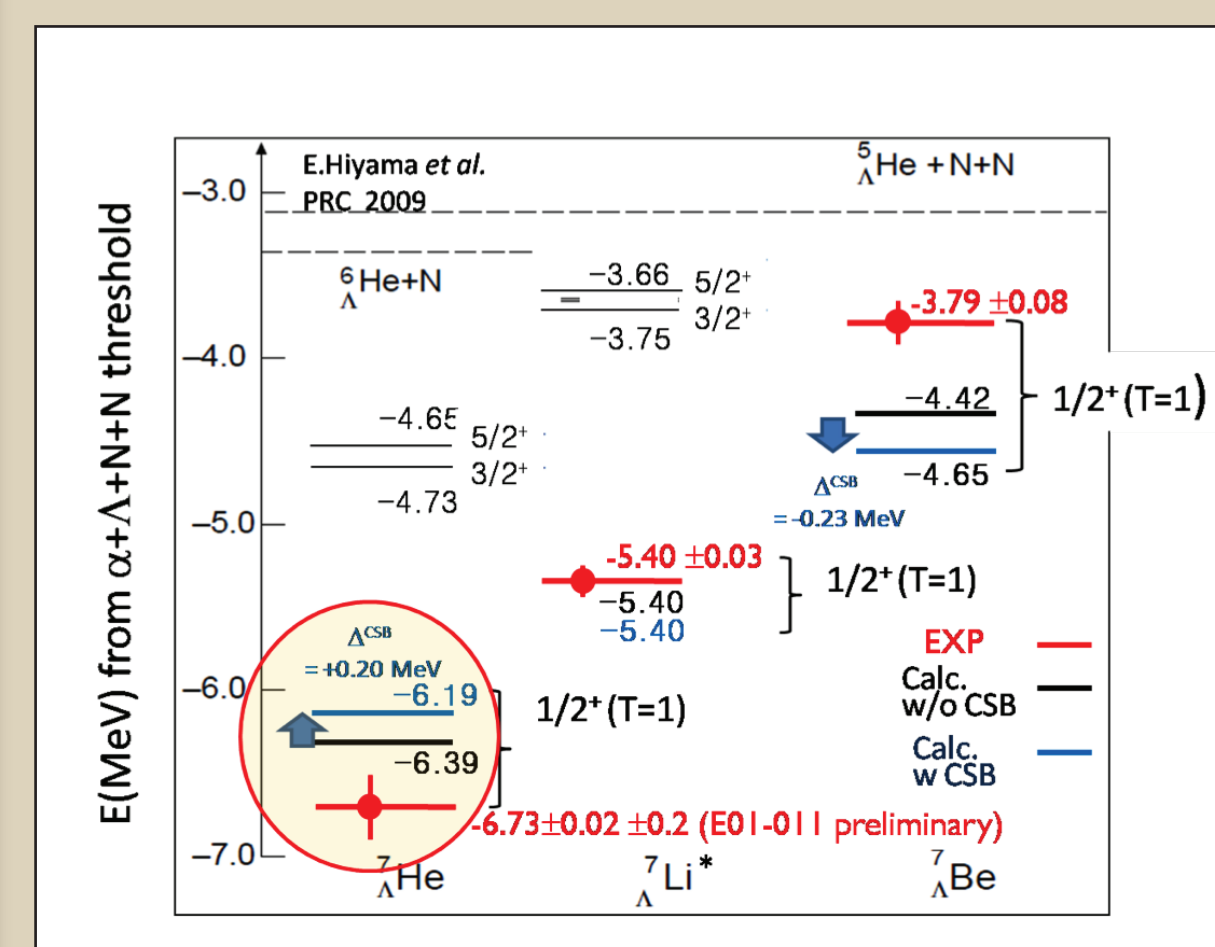 E(MeV) from α+Λ+N+N threshold
E.Hiyama et al.
PRC 2009
⁵ΛHe +N+N
−3.0
⁶ΛHe+N
−3.66 5/2⁺
3/2⁺
−3.75
-3.79 ±0.08
−4.0
−4.42
1/2⁺(T=1)
−4.65
5/2⁺
3/2⁺
−4.73
−4.65
Δᶜˢᴮ
= -0.23 MeV
−5.0
-5.40 ±0.03
−5.40
−5.40
1/2⁺(T=1)
Δᶜˢᴮ
= +0.20 MeV
−6.0
−6.19
1/2⁺(T=1)
−6.39
EXP
Calc.
w/o CSB
Calc.
w CSB
-6.73±0.02 ±0.2 (E01-011 preliminary)
−7.0
⁷ΛHe
⁷ΛLi*
⁷ΛBe